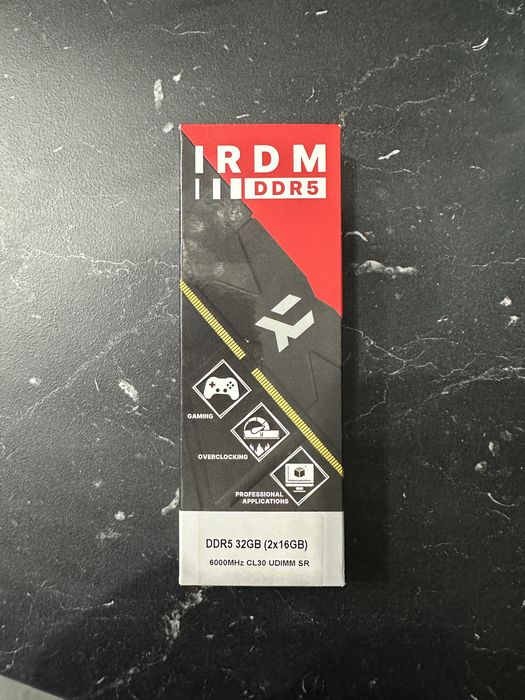 IRDM
DDR5
GAMING
OVERCLOCKING
PROFESSIONAL
APPLICATIONS
DDR5 32GB (2x16GB)
6000MHz CL30 UDIMM SR